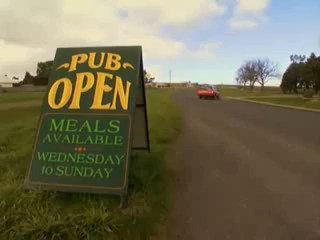 PUB
OPEN
MEALS
AVAILABLE
WEDNESDAY
TO SUNDAY